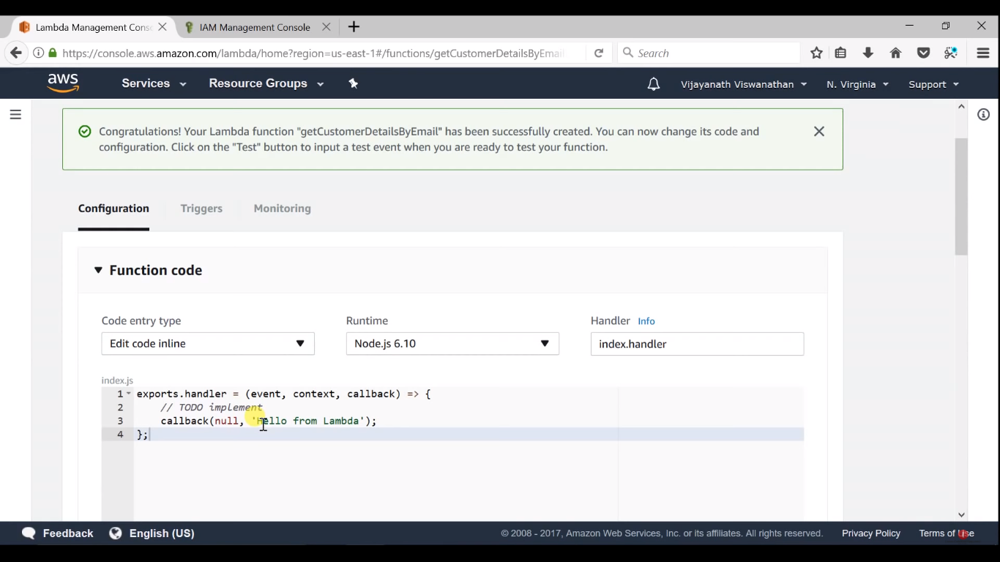 Lambda Management Cons
IAM Management Console
https://console.aws.amazon.com/lambda/home?region=us-east-1#/functions/getCustomerDetailsByEmail
Search
aws
Services
Resource Groups
Vijayanath Viswanathan
N. Virginia
Support
Congratulations! Your Lambda function "getCustomerDetailsByEmail" has been successfully created. You can now change its code and
configuration. Click on the "Test" button to input a test event when you are ready to test your function.
Configuration
Triggers
Monitoring
Function code
Code entry type
Runtime
Handler Info
Edit code inline
Node.js 6.10
index.handler
index.js
1 exports.handler = (event, context, callback) => {
2 // TODO implement
3 callback(null, 'Hello from Lambda');
4 };
Feedback
English (US)
© 2008 - 2017, Amazon Web Services, Inc. or its affiliates. All rights reserved.
Privacy Policy
Terms of Use